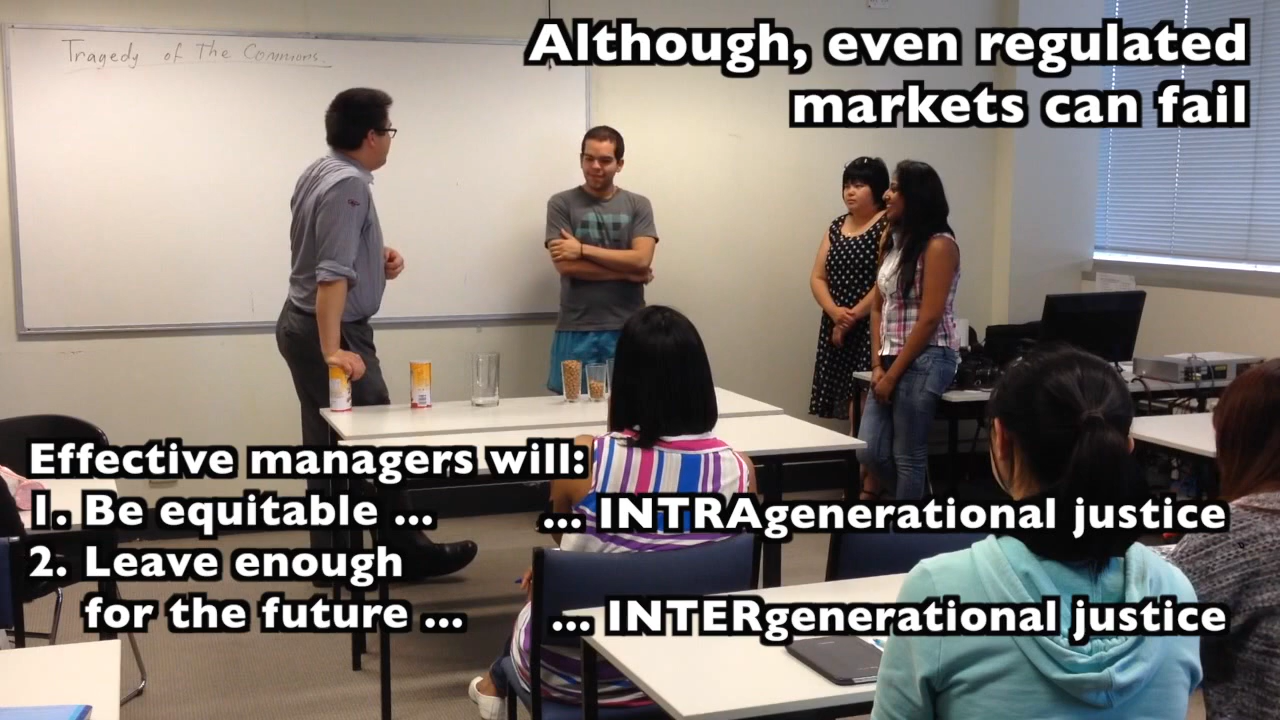 Tragedy of The Commons.
Although, even regulated
markets can fail
Effective managers will:
1. Be equitable ...
... INTRAgenerational justice
2. Leave enough
for the future ...
... INTERgenerational justice